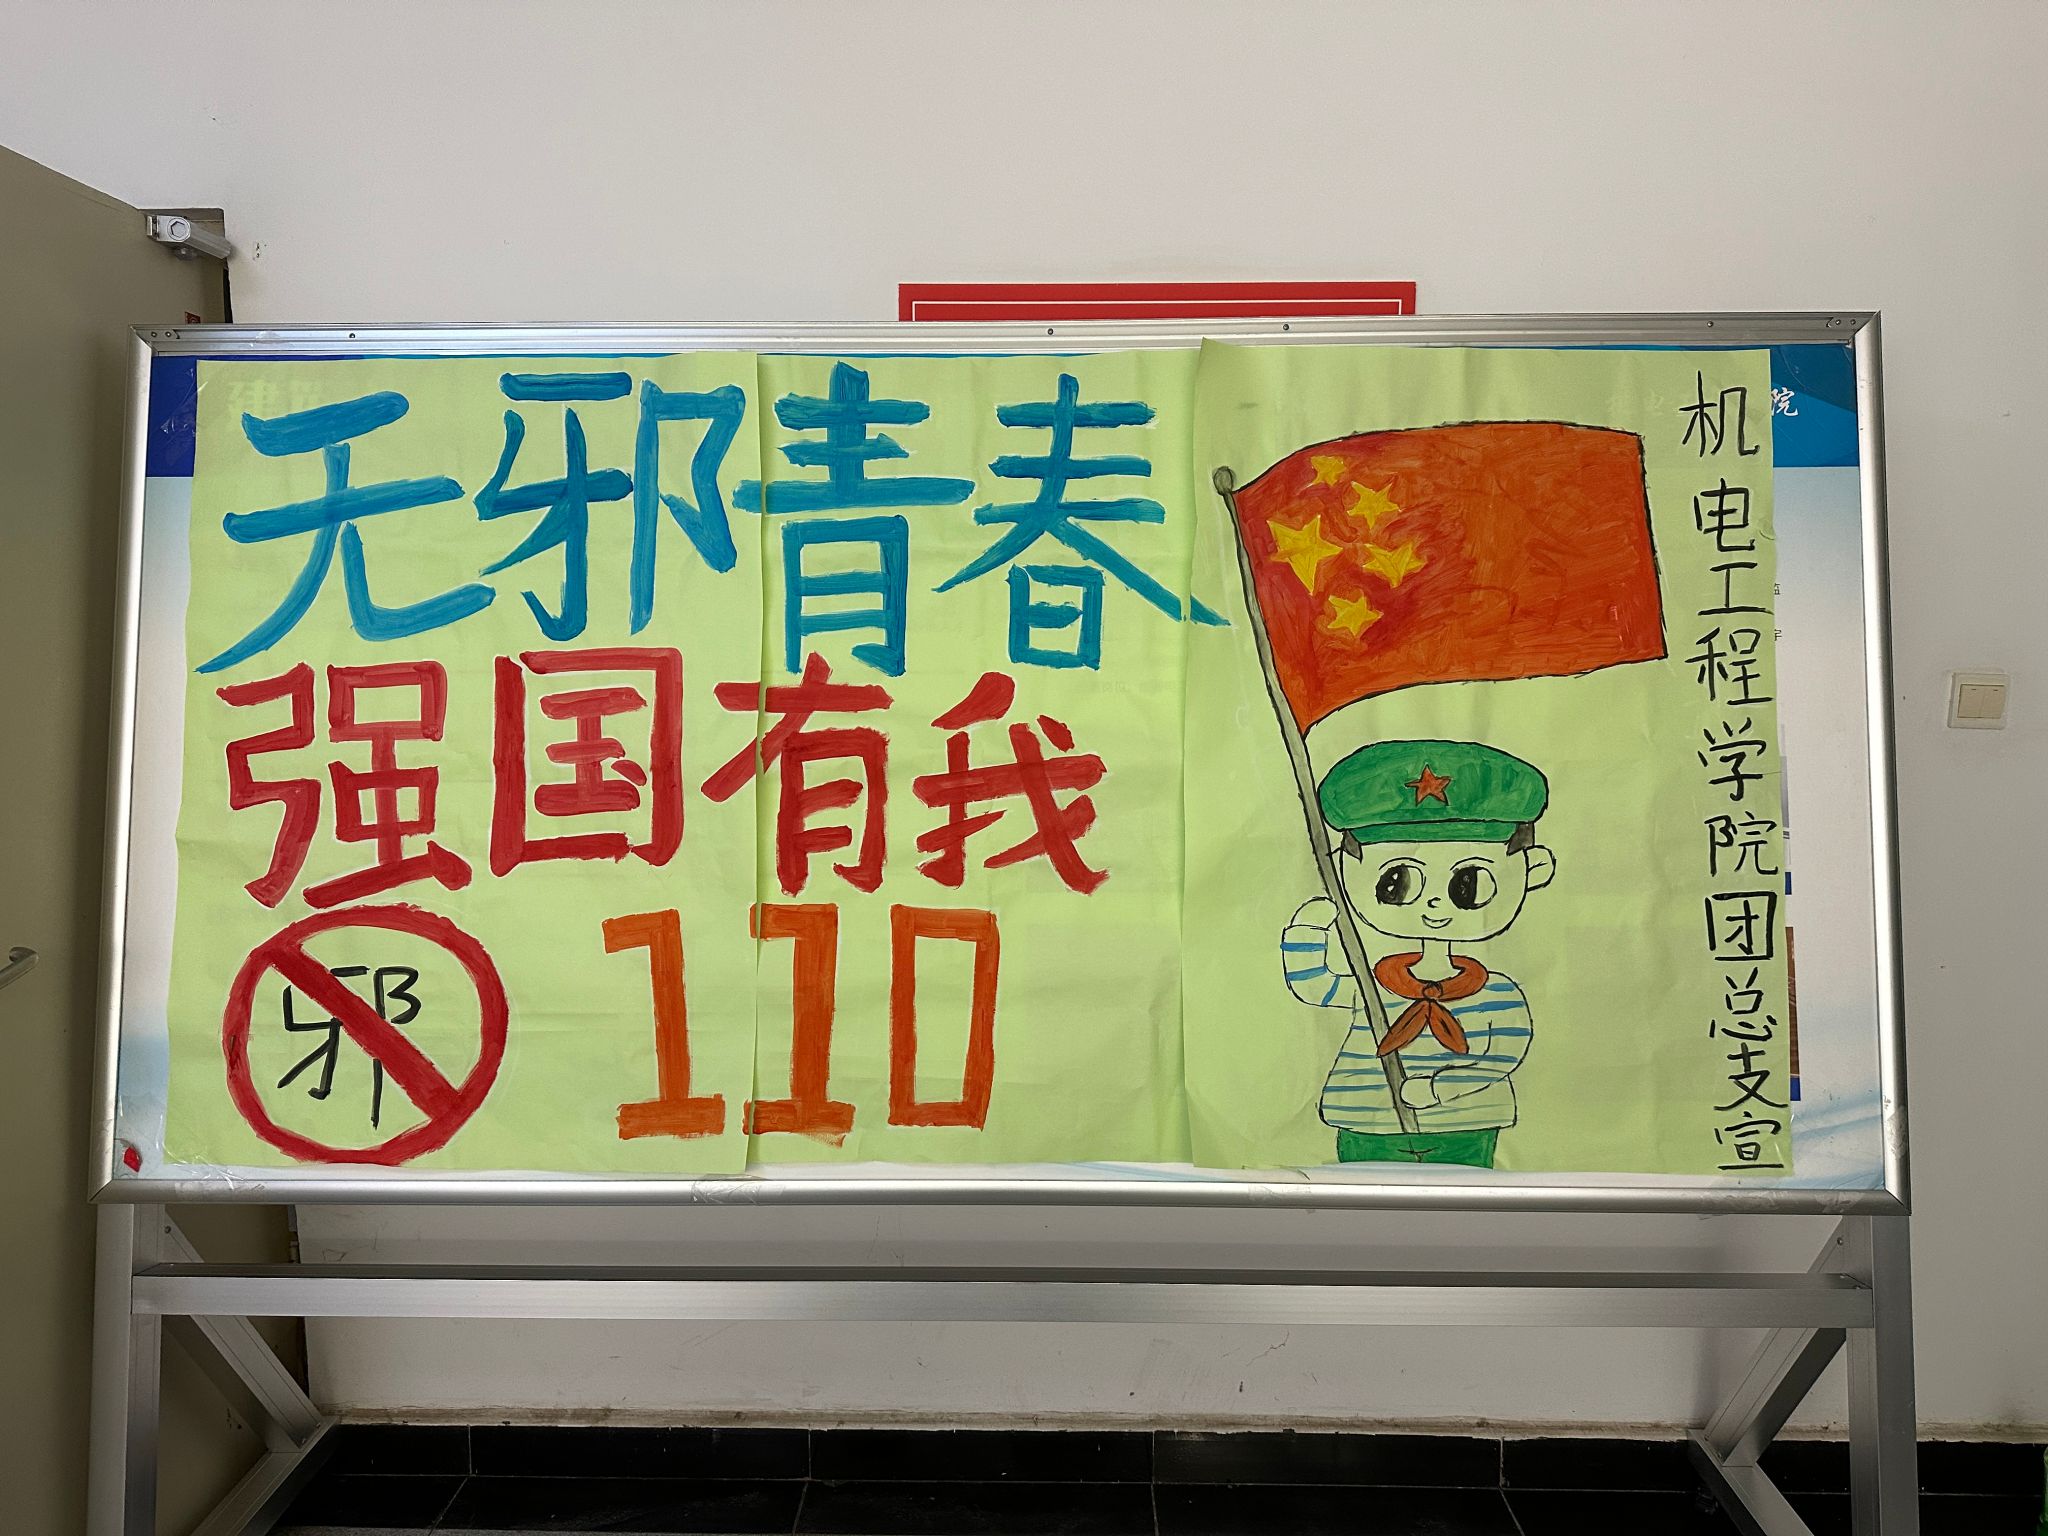 无邪青春
强国有我
邪
110
机电工程学院团总支宣
院